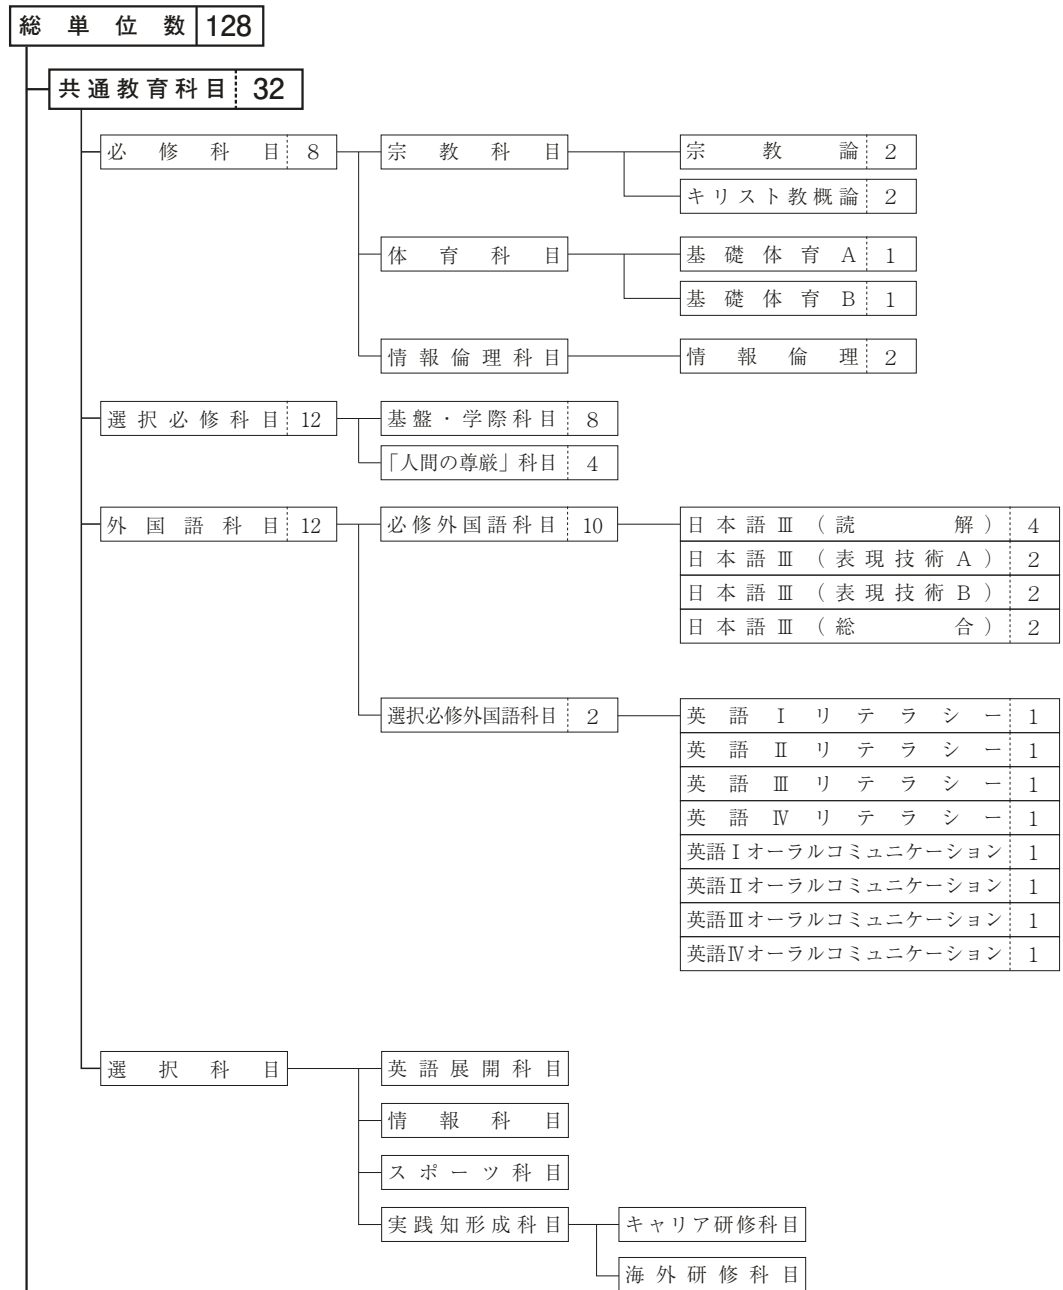 総単位数 128
共通教育科目 32
必修科目 8 宗教科目 宗教論 2
キリスト教概論 2
体育科目 基礎体育A 1
基礎体育B 1
情報倫理科目 情報倫理 2
選択必修科目 12 基盤・学際科目 8
「人間の尊厳」科目 4
外国語科目 12 必修外国語科目 10 日本語Ⅲ(読解) 4
日本語Ⅲ(表現技術A) 2
日本語Ⅲ(表現技術B) 2
日本語Ⅲ(総合) 2
選択必修外国語科目 2 英語Ⅰリテラシー 1
英語Ⅱリテラシー 1
英語Ⅲリテラシー 1
英語Ⅳリテラシー 1
英語Ⅰオーラルコミュニケーション 1
英語Ⅱオーラルコミュニケーション 1
英語Ⅲオーラルコミュニケーション 1
英語Ⅳオーラルコミュニケーション 1
選択科目 英語展開科目
情報科目
スポーツ科目
実践知形成科目 キャリア研修科目
海外研修科目